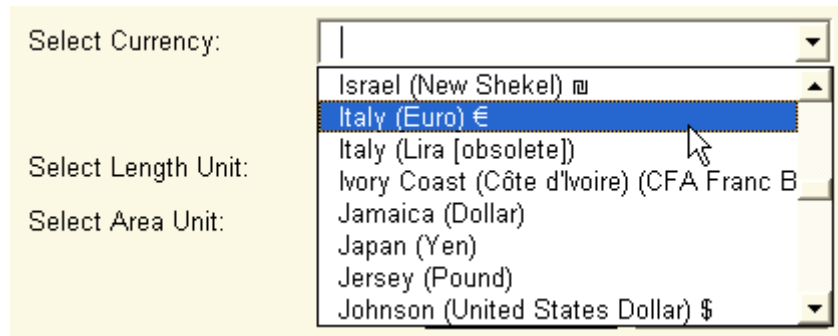 Select Currency:
Israel (New Shekel) ₪
Italy (Euro) €
Italy (Lira [obsolete])
Select Length Unit:
Ivory Coast (Côte d'Ivoire) (CFA Franc B
Select Area Unit:
Jamaica (Dollar)
Japan (Yen)
Jersey (Pound)
Johnson (United States Dollar) $